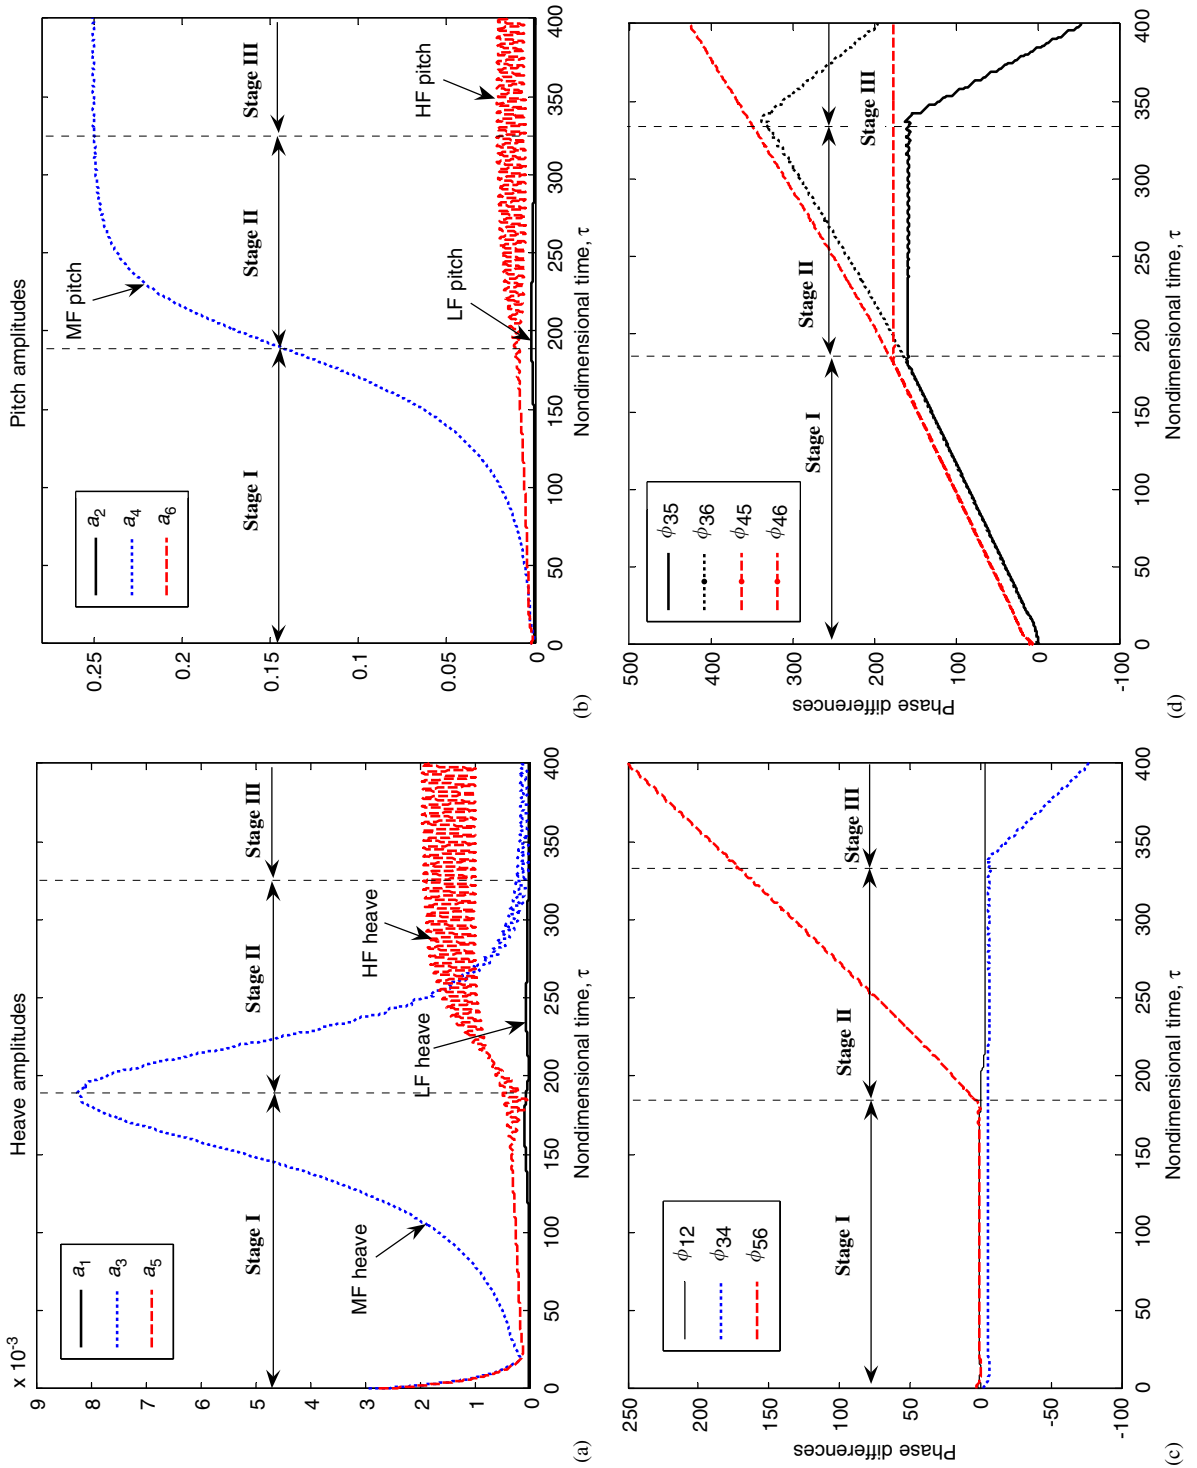 Heave amplitudes
x 10⁻³
9
8
7
6
5
4
3
2
1
0
a₁
a₃
a₅
Stage I
Stage II
Stage III
MF heave
LF heave
HF heave
0 50 100 150 200 250 300 350 400
Nondimensional time, τ
(a)
Pitch amplitudes
0.25
0.2
0.15
0.1
0.05
0
a₂
a₄
a₆
Stage I
Stage II
Stage III
MF pitch
LF pitch
HF pitch
0 50 100 150 200 250 300 350 400
Nondimensional time, τ
(b)
Phase differences
250
200
150
100
50
0
-50
-100
ϕ₁₂
ϕ₃₄
ϕ₅₆
Stage I
Stage II
Stage III
0 50 100 150 200 250 300 350 400
Nondimensional time, τ
(c)
Phase differences
500
400
300
200
100
0
-100
ϕ₃₅
ϕ₃₆
ϕ₄₅
ϕ₄₆
Stage I
Stage II
Stage III
0 50 100 150 200 250 300 350 400
Nondimensional time, τ
(d)